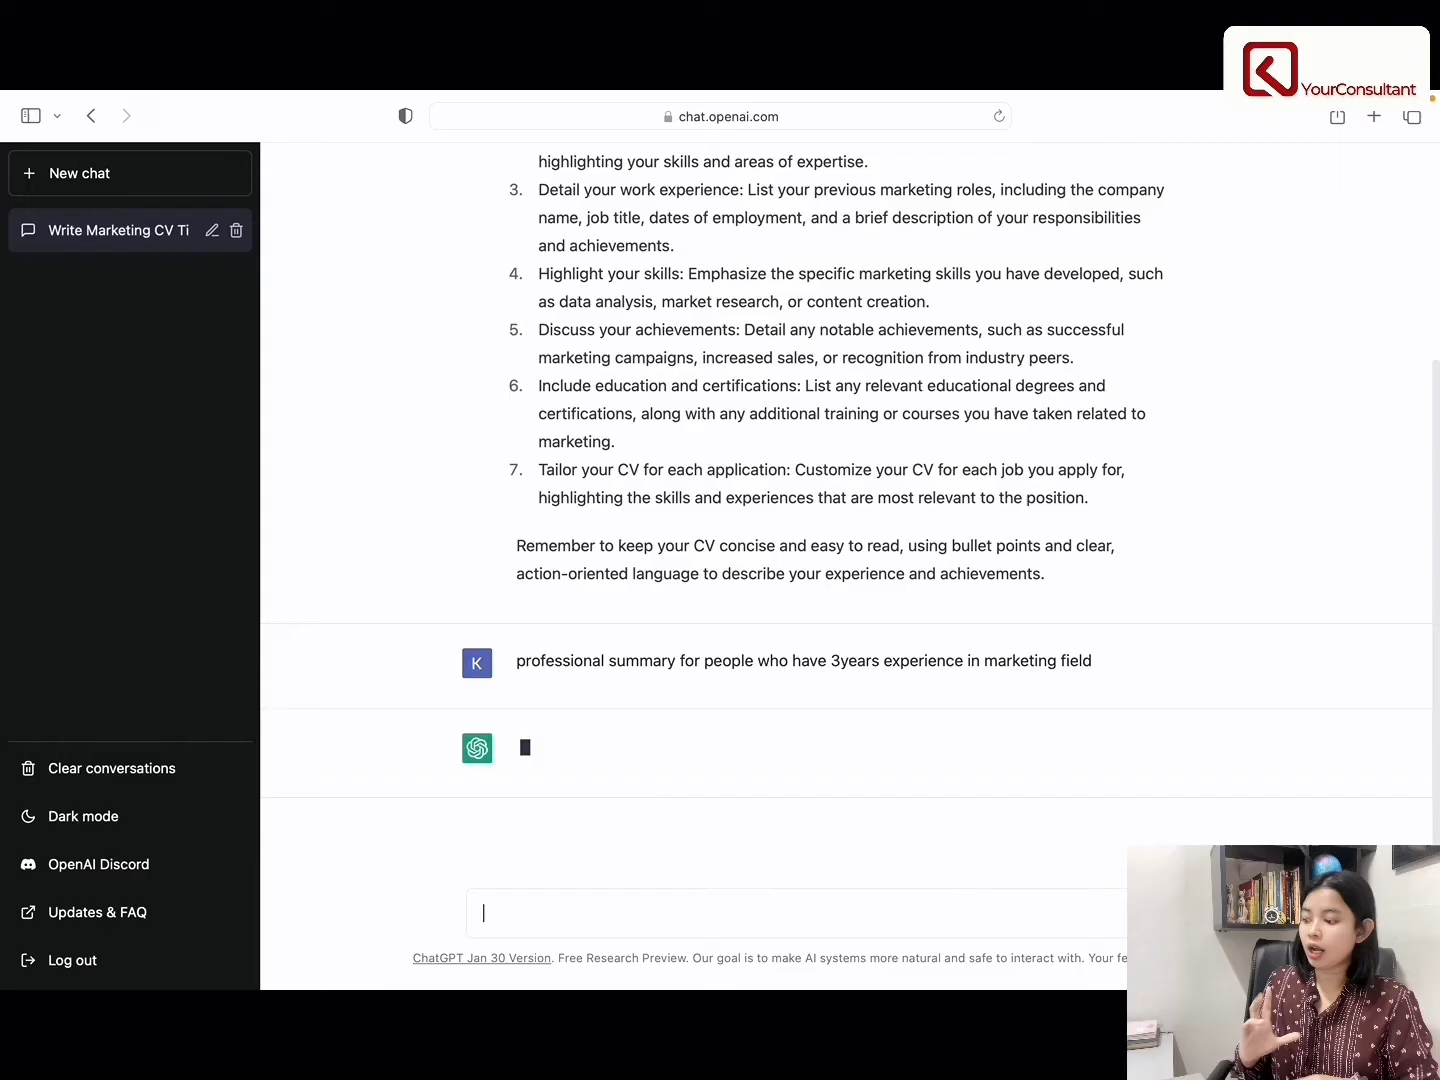 YourConsultant
chat.openai.com
New chat
Write Marketing CV Ti
highlighting your skills and areas of expertise.
3. Detail your work experience: List your previous marketing roles, including the company
name, job title, dates of employment, and a brief description of your responsibilities
and achievements.
4. Highlight your skills: Emphasize the specific marketing skills you have developed, such
as data analysis, market research, or content creation.
5. Discuss your achievements: Detail any notable achievements, such as successful
marketing campaigns, increased sales, or recognition from industry peers.
6. Include education and certifications: List any relevant educational degrees and
certifications, along with any additional training or courses you have taken related to
marketing.
7. Tailor your CV for each application: Customize your CV for each job you apply for,
highlighting the skills and experiences that are most relevant to the position.
Remember to keep your CV concise and easy to read, using bullet points and clear,
action-oriented language to describe your experience and achievements.
K
professional summary for people who have 3years experience in marketing field
Clear conversations
Dark mode
OpenAI Discord
Updates & FAQ
Log out
ChatGPT Jan 30 Version. Free Research Preview. Our goal is to make AI systems more natural and safe to interact with. Your fe